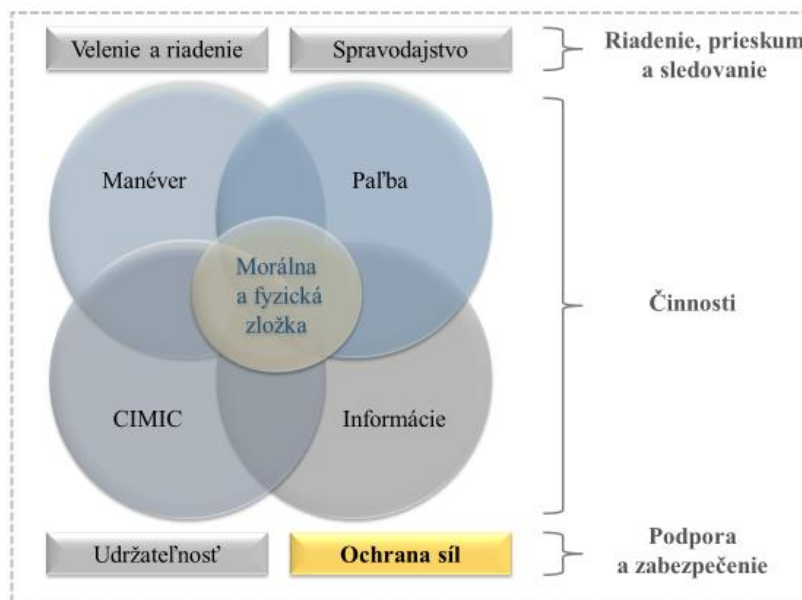 Velenie a riadenie
Spravodajstvo
Riadenie, prieskum
a sledovanie
Manéver
Paľba
Morálna
a fyzická
zložka
Činnosti
CIMIC
Informácie
Udržateľnosť
Ochrana síl
Podpora
a zabezpečenie